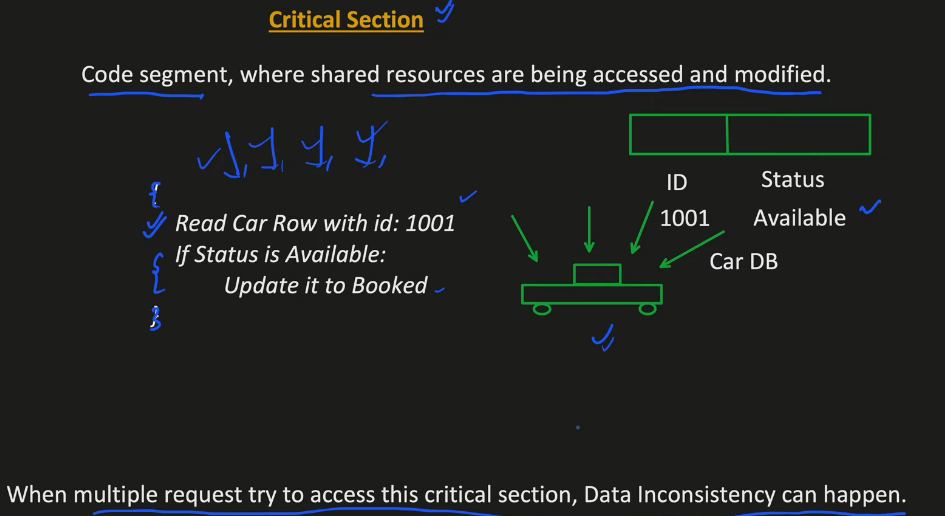 Critical Section
Code segment, where shared resources are being accessed and modified.
ID
Status
{
Read Car Row with id: 1001
1001
Available
If Status is Available:
Car DB
Update it to Booked
}
When multiple request try to access this critical section, Data Inconsistency can happen.